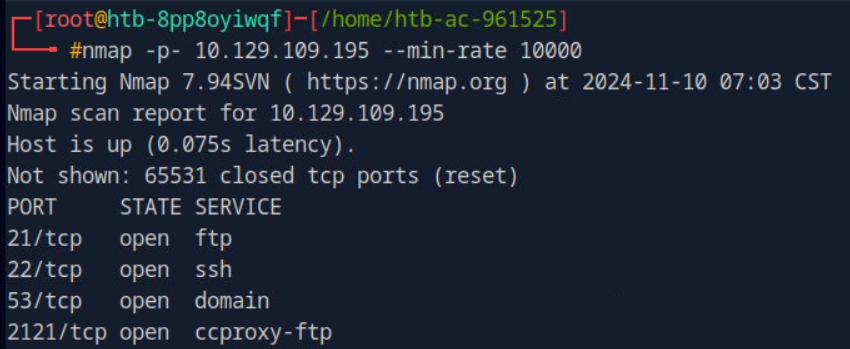 [root@htb-8pp8oyiwqf]-[/home/htb-ac-961525]
#nmap -p- 10.129.109.195 --min-rate 10000
Starting Nmap 7.94SVN ( https://nmap.org ) at 2024-11-10 07:03 CST
Nmap scan report for 10.129.109.195
Host is up (0.075s latency).
Not shown: 65531 closed tcp ports (reset)
PORT     STATE SERVICE
21/tcp   open  ftp
22/tcp   open  ssh
53/tcp   open  domain
2121/tcp open  ccproxy-ftp